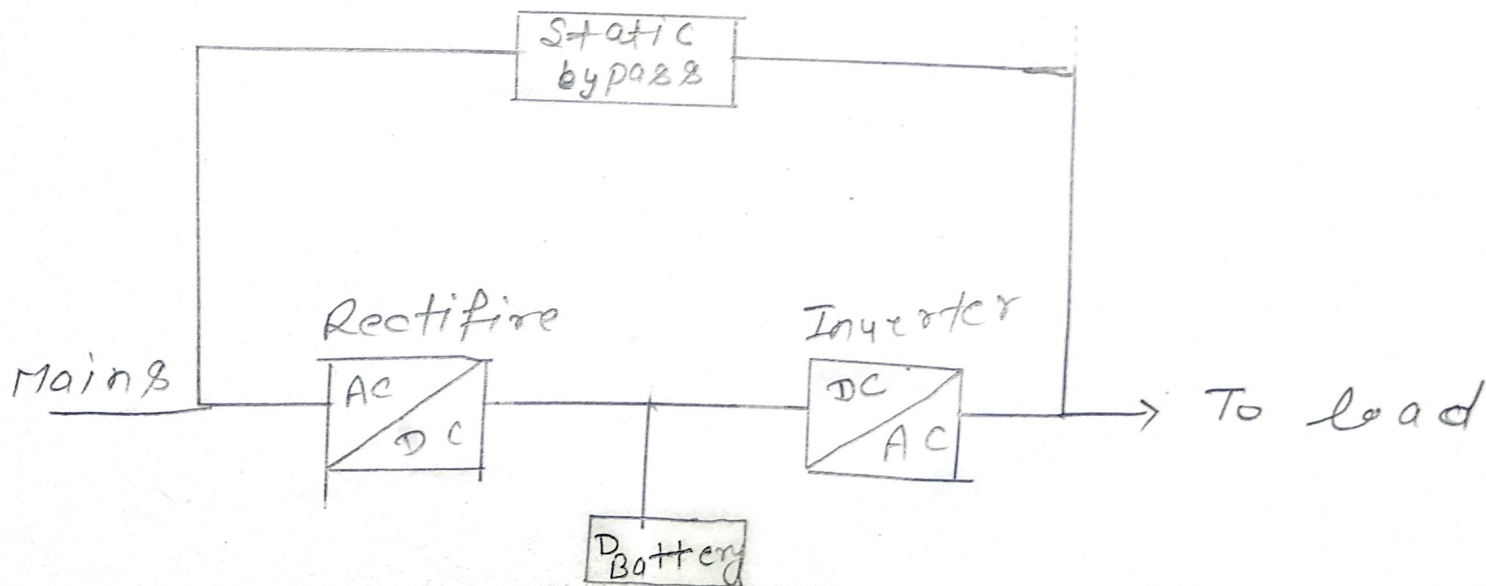 Static
bypass
Rectifire
Inverter
Mains
AC
DC
DC
AC
To load
Battery